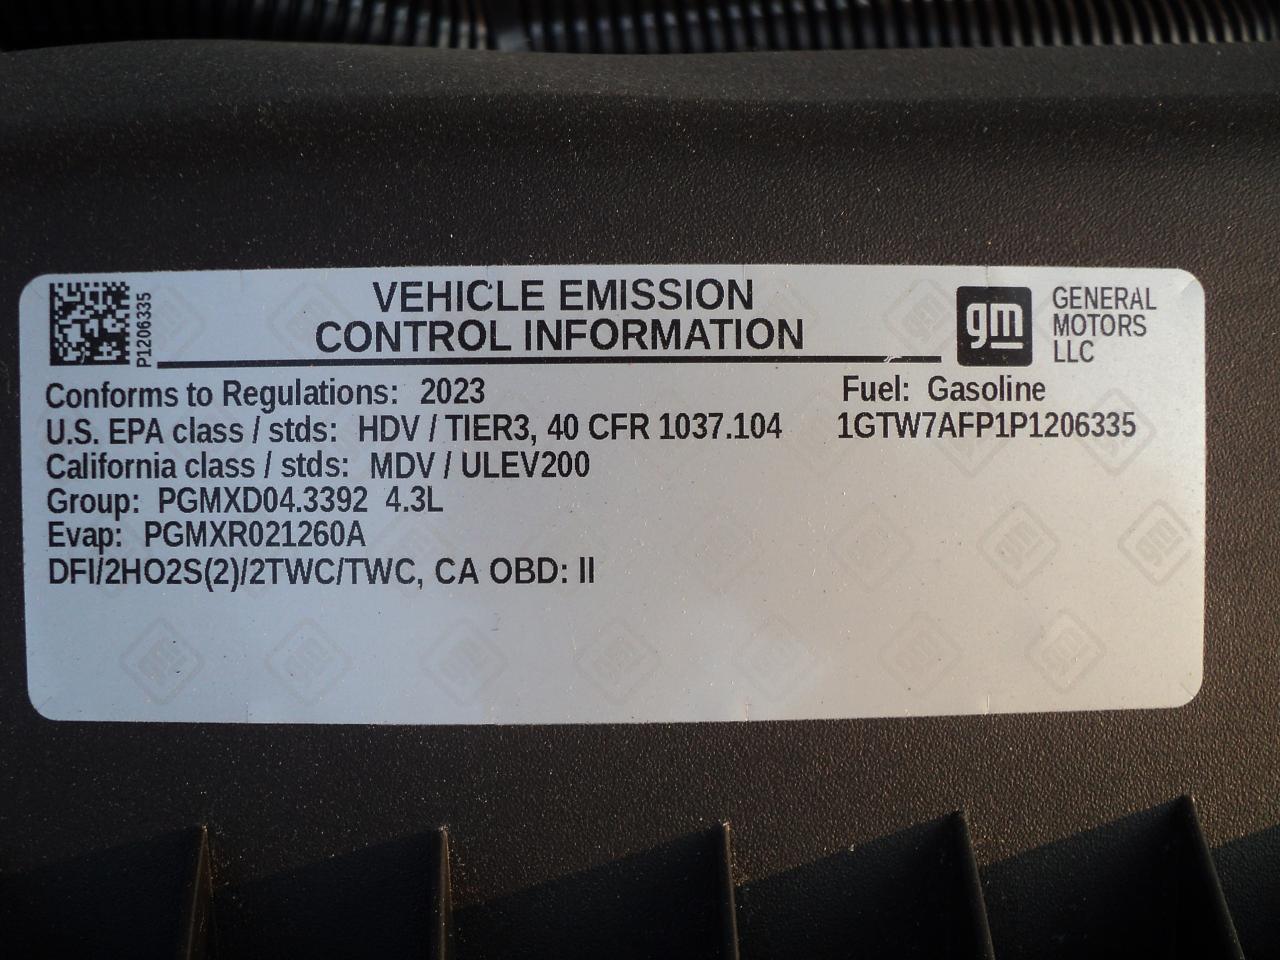 P1206335
VEHICLE EMISSION
CONTROL INFORMATION
gm
GENERAL
MOTORS
LLC
Conforms to Regulations: 2023
Fuel: Gasoline
U.S. EPA class / stds: HDV / TIER3, 40 CFR 1037.104
1GTW7AFP1P1206335
California class / stds: MDV / ULEV200
Group: PGMXD04.3392 4.3L
Evap: PGMXR021260A
DFI/2HO2S(2)/2TWC/TWC, CA OBD: II